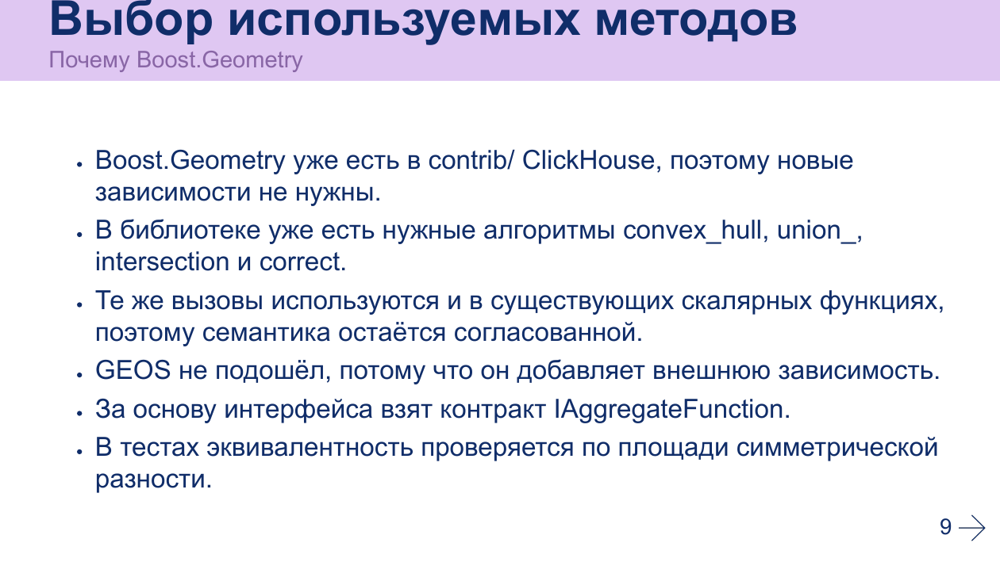 Выбор используемых методов
Почему Boost.Geometry
• Boost.Geometry уже есть в contrib/ ClickHouse, поэтому новые
зависимости не нужны.
• В библиотеке уже есть нужные алгоритмы convex_hull, union_,
intersection и correct.
• Те же вызовы используются и в существующих скалярных функциях,
поэтому семантика остаётся согласованной.
• GEOS не подошёл, потому что он добавляет внешнюю зависимость.
• За основу интерфейса взят контракт IAggregateFunction.
• В тестах эквивалентность проверяется по площади симметрической
разности.
9